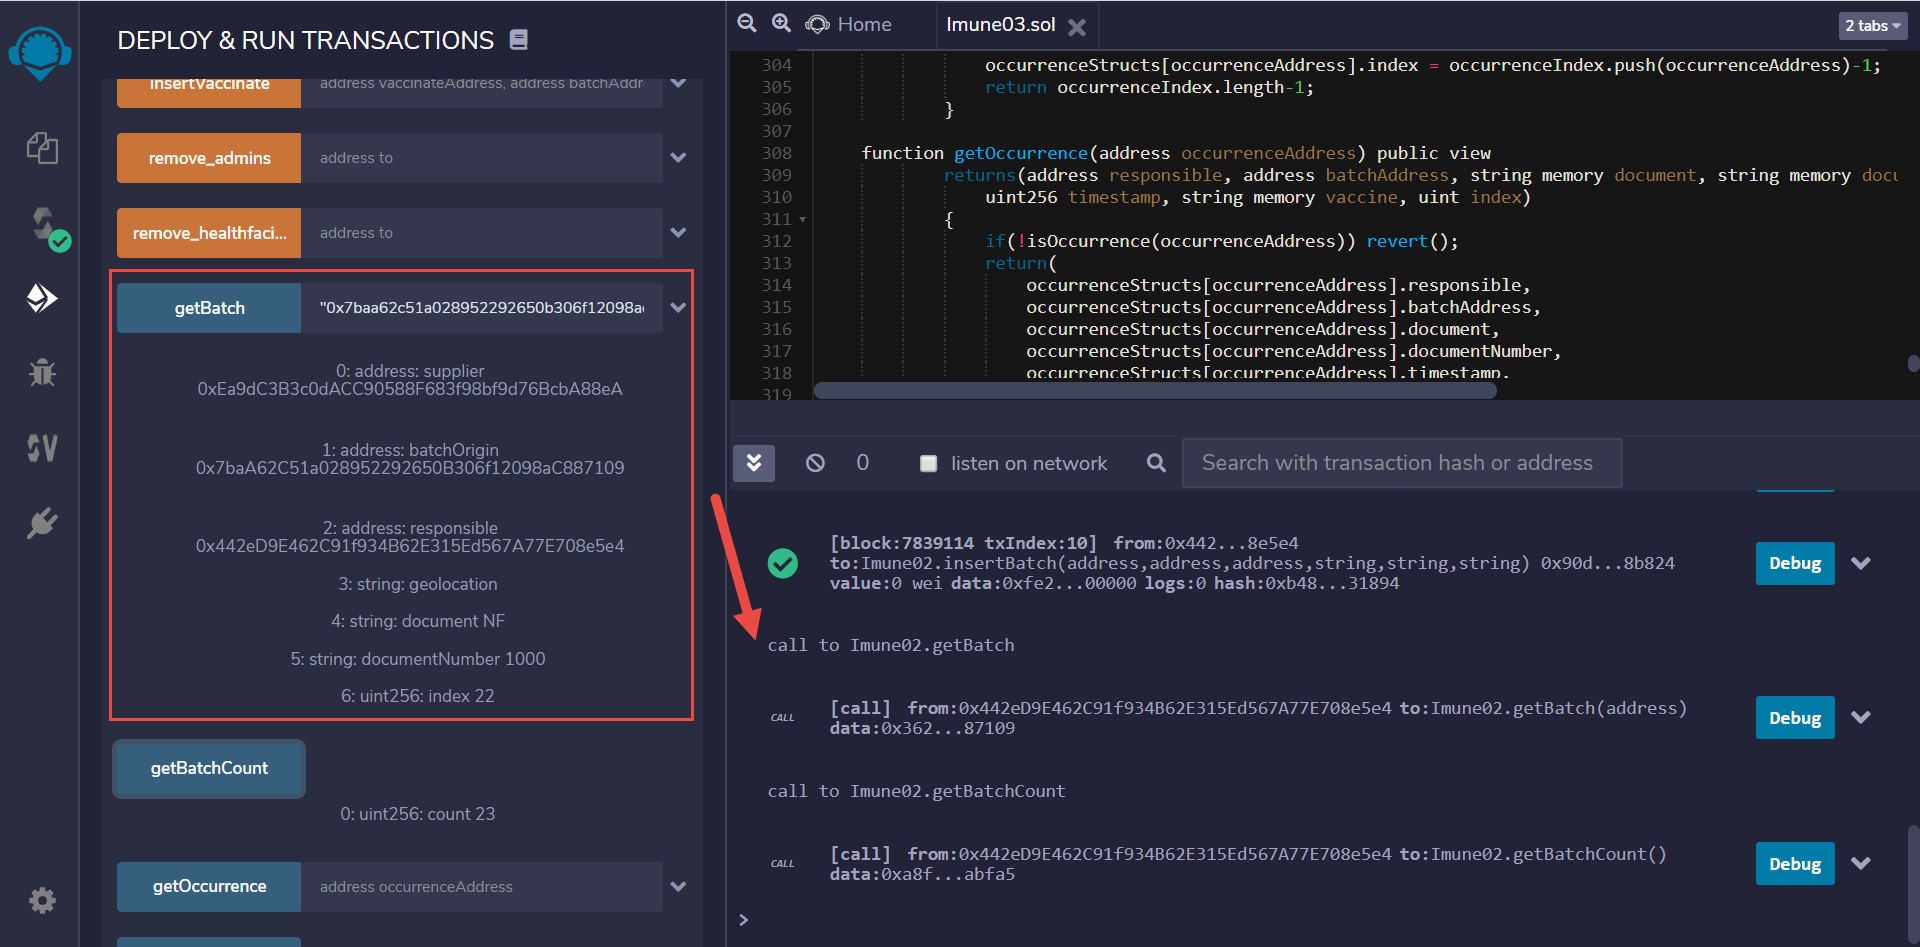 DEPLOY & RUN TRANSACTIONS
insertVaccinate
address vaccinateAddress, address batchAddr
remove_admins
address to
remove_healthfaci...
address to
getBatch
"0x7baa62c51a028952292650b306f12098a
0: address: supplier
0xEa9dC3B3c0dACC90588F683f98bf9d76BcbA88eA
1: address: batchOrigin
0x7baA62C51a028952292650B306f12098aC887109
2: address: responsible
0x442eD9E462C91f934B62E315Ed567A77E708e5e4
3: string: geolocation
4: string: document NF
5: string: documentNumber 1000
6: uint256: index 22
getBatchCount
0: uint256: count 23
getOccurrence
address occurrenceAddress
Home
Imune03.sol
2 tabs
304 occurrenceStructs[occurrenceAddress].index = occurrenceIndex.push(occurrenceAddress)-1;
305 return occurrenceIndex.length-1;
306 }
307
308 function getOccurrence(address occurrenceAddress) public view
309 returns(address responsible, address batchAddress, string memory document, string memory docu
310 uint256 timestamp, string memory vaccine, uint index)
311 {
312 if(!isOccurrence(occurrenceAddress)) revert();
313 return(
314 occurrenceStructs[occurrenceAddress].responsible,
315 occurrenceStructs[occurrenceAddress].batchAddress,
316 occurrenceStructs[occurrenceAddress].document,
317 occurrenceStructs[occurrenceAddress].documentNumber,
318 occurrenceStructs[occurrenceAddress].timestamp,
319
0
listen on network
Search with transaction hash or address
[block:7839114 txIndex:10] from:0x442...8e5e4
to:Imune02.insertBatch(address,address,address,string,string,string) 0x90d...8b824
value:0 wei data:0xfe2...00000 logs:0 hash:0xb48...31894
Debug
call to Imune02.getBatch
CALL
[call] from:0x442eD9E462C91f934B62E315Ed567A77E708e5e4 to:Imune02.getBatch(address)
data:0x362...87109
Debug
call to Imune02.getBatchCount
CALL
[call] from:0x442eD9E462C91f934B62E315Ed567A77E708e5e4 to:Imune02.getBatchCount()
data:0xa8f...abfa5
Debug
>